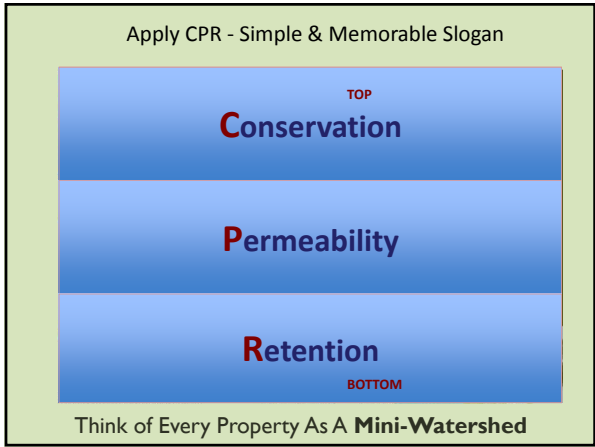 Apply CPR - Simple & Memorable Slogan
TOP
Conservation
Permeability
Retention
BOTTOM
Think of Every Property As A Mini-Watershed